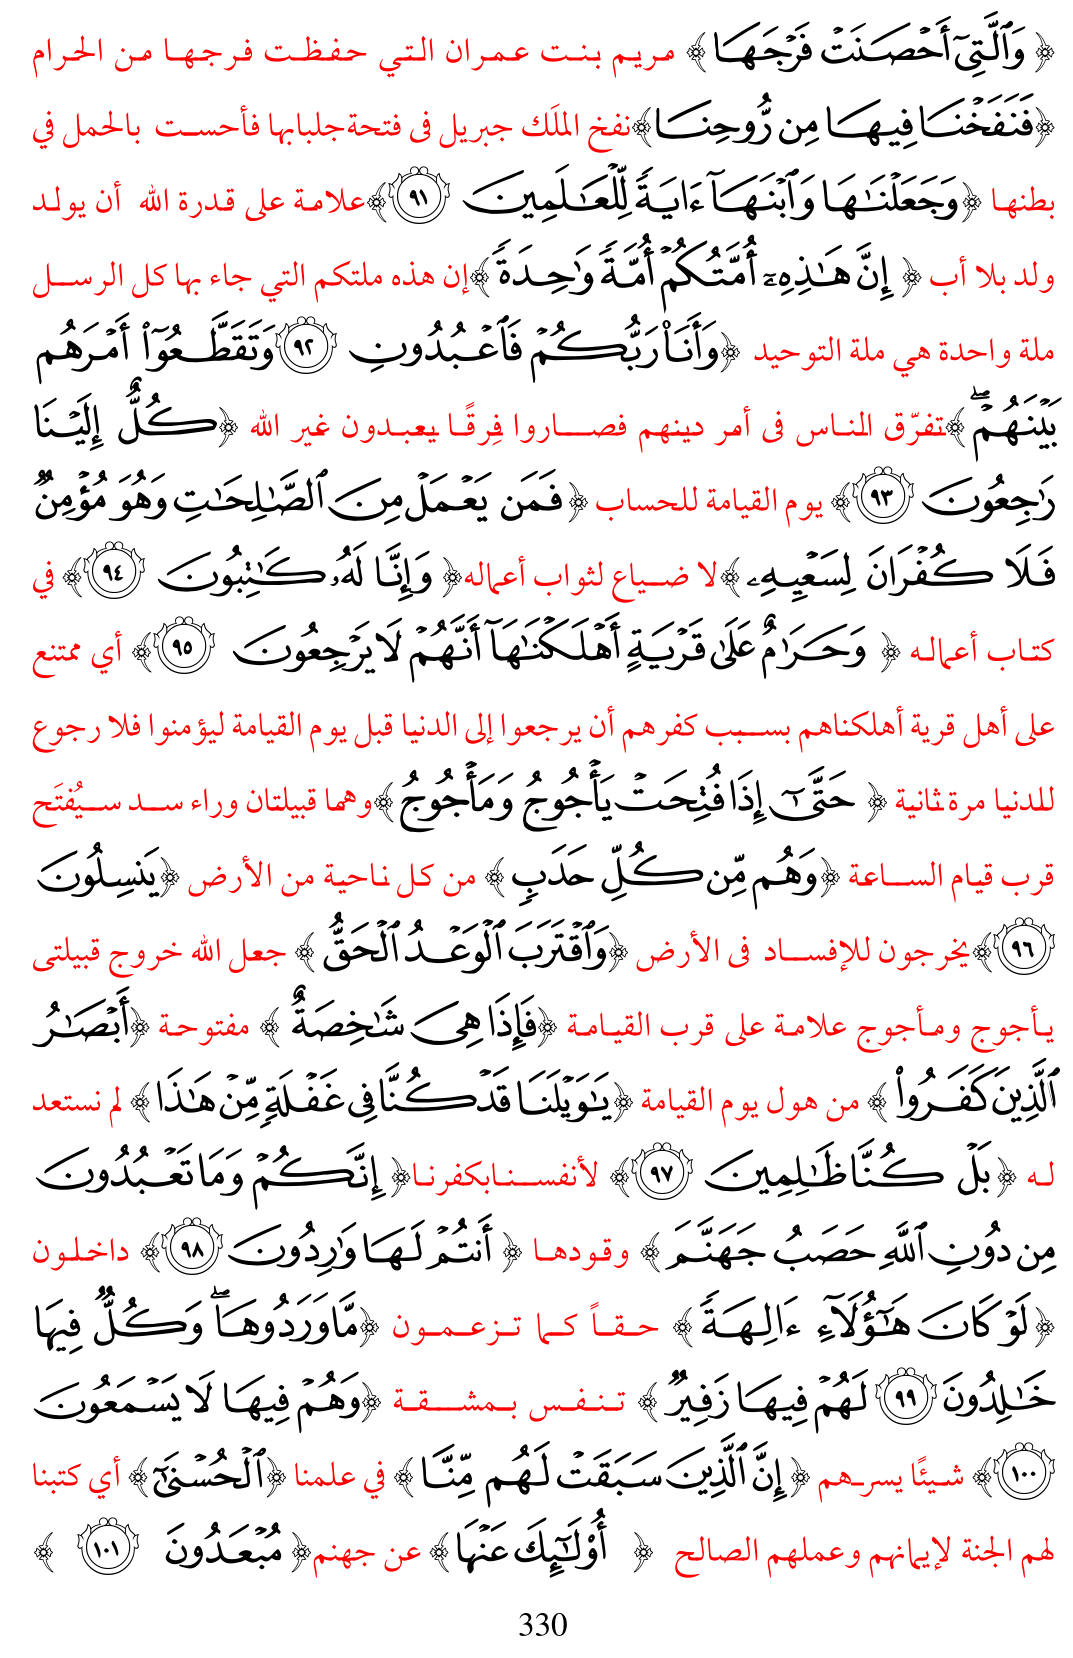 ﴿ وَٱلَّتِىٓ أَحۡصَنَتۡ فَرۡجَهَا ﴾ مريم بنت عمران التي حفظت فرجها من الحرام
﴿فَنَفَخۡنَا فِيهَا مِن رُّوحِنَا﴾نفخ الملَك جبريل فى فتحة جلبابها فأحست بالحمل في
بطنها ﴿وَجَعَلۡنَٰهَا وَٱبۡنَهَآ ءَايَةٗ لِّلۡعَٰلَمِينَ ٩١﴾علامة على قدرة الله أن يولد
ولد بلا أب ﴿ إِنَّ هَٰذِهِۦٓ أُمَّتُكُمۡ أُمَّةٗ وَٰحِدَةٗ ﴾إن هذه ملتكم التي جاء بها كل الرسل
ملة واحدة هي ملة التوحيد ﴿وَأَنَا۠ رَبُّكُمۡ فَٱعۡبُدُونِ ٩٢ وَتَقَطَّعُوٓاْ أَمۡرَهُم
بَيۡنَهُمۡۖ ﴾تفرّق الناس فى أمر دينهم فصاروا فِرقًا يعبدون غير الله ﴿كُلٌّ إِلَيۡنَا
رَٰجِعُونَ ٩٣ ﴾ يوم القيامة للحساب ﴿فَمَن يَعۡمَلۡ مِنَ ٱلصَّٰلِحَٰتِ وَهُوَ مُؤۡمِنٞ
فَلَا كُفۡرَانَ لِسَعۡيِهِۦ ﴾لا ضياع لثواب أعماله﴿ وَإِنَّا لَهُۥ كَٰتِبُونَ ٩٤ ﴾ في
كتاب أعماله ﴿ وَحَرَٰمٌ عَلَىٰ قَرۡيَةٍ أَهۡلَكۡنَٰهَآ أَنَّهُمۡ لَا يَرۡجِعُونَ ٩٥ ﴾ أي ممتنع
على أهل قرية أهلكناهم بسبب كفرهم أن يرجعوا إلى الدنيا قبل يوم القيامة ليؤمنوا فلا رجوع
للدنيا مرة ثانية ﴿ حَتَّىٰٓ إِذَا فُتِحَتۡ يَأۡجُوجُ وَمَأۡجُوجُ ﴾وهما قبيلتان وراء سد سيُفتَح
قرب قيام الساعة ﴿وَهُم مِّن كُلِّ حَدَبٖ ﴾ من كل ناحية من الأرض ﴿يَنسِلُونَ
٩٦ ﴾يخرجون للإفساد فى الأرض ﴿وَٱقۡتَرَبَ ٱلۡوَعۡدُ ٱلۡحَقُّ ﴾ جعل الله خروج قبيلتى
يأجوج ومأجوج علامة على قرب القيامة ﴿فَإِذَا هِىَ شَٰخِصَةٌ ﴾ مفتوحة ﴿أَبۡصَٰرُ
ٱلَّذِينَ كَفَرُواْ ﴾ من هول يوم القيامة ﴿يَٰوَيۡلَنَا قَدۡ كُنَّا فِى غَفۡلَةٖ مِّنۡ هَٰذَا ﴾ لم نستعد
له ﴿بَلۡ كُنَّا ظَٰلِمِينَ ٩٧ ﴾ لأنفسنابكفرنا﴿ إِنَّكُمۡ وَمَا تَعۡبُدُونَ
مِن دُونِ ٱللَّهِ حَصَبُ جَهَنَّمَ ﴾ وقودها ﴿ أَنتُمۡ لَهَا وَٰرِدُونَ ٩٨﴾ داخلون
﴿لَوۡ كَانَ هَٰٓؤُلَآءِ ءَالِهَةٗ ﴾ حقاً كما تزعمون ﴿مَّا وَرَدُوهَاۖ وَكُلّٞ فِيهَا
خَٰلِدُونَ ٩٩ لَهُمۡ فِيهَا زَفِيرٞ ﴾ تنفس بمشقة ﴿وَهُمۡ فِيهَا لَا يَسۡمَعُونَ
١٠٠ ﴾ شيئًا يسرهم ﴿إِنَّ ٱلَّذِينَ سَبَقَتۡ لَهُم مِّنَّا ﴾ في علمنا ﴿ٱلۡحُسۡنَىٰٓ ﴾ أي كتبنا
لهم الجنة لإيمانهم وعملهم الصالح ﴿ أُوْلَٰٓئِكَ عَنۡهَا ﴾ عن جهنم﴿ مُبۡعَدُونَ ١٠١ ﴾
330